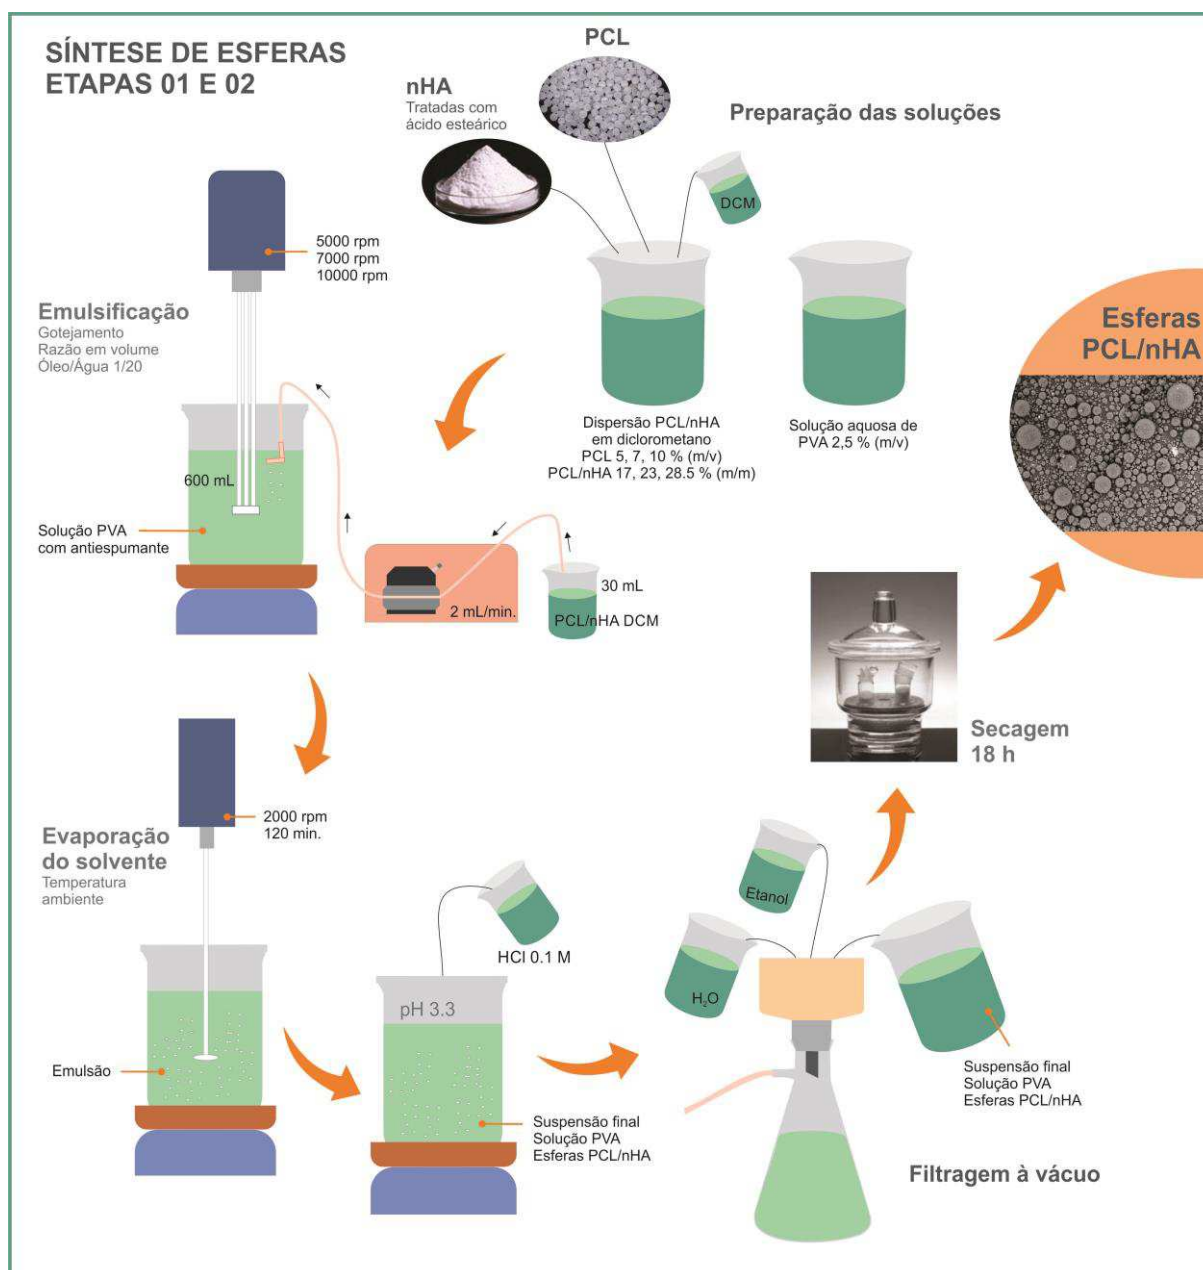 SÍNTESE DE ESFERAS
ETAPAS 01 E 02
PCL
nHA
Tratadas com
ácido esteárico
Preparação das soluções
DCM
5000 rpm
7000 rpm
10000 rpm
Emulsificação
Gotejamento
Razão em volume
Óleo/Água 1/20
Dispersão PCL/nHA
em diclorometano
PCL 5, 7, 10 % (m/v)
PCL/nHA 17, 23, 28.5 % (m/m)
Solução aquosa de
PVA 2,5 % (m/v)
Esferas
PCL/nHA
600 mL
Solução PVA
com antiespumante
2 mL/min.
30 mL
PCL/nHA DCM
Secagem
18 h
2000 rpm
120 min.
Evaporação
do solvente
Temperatura
ambiente
Emulsão
HCl 0.1 M
pH 3.3
Suspensão final
Solução PVA
Esferas PCL/nHA
Etanol
H₂O
Suspensão final
Solução PVA
Esferas PCL/nHA
Filtragem à vácuo